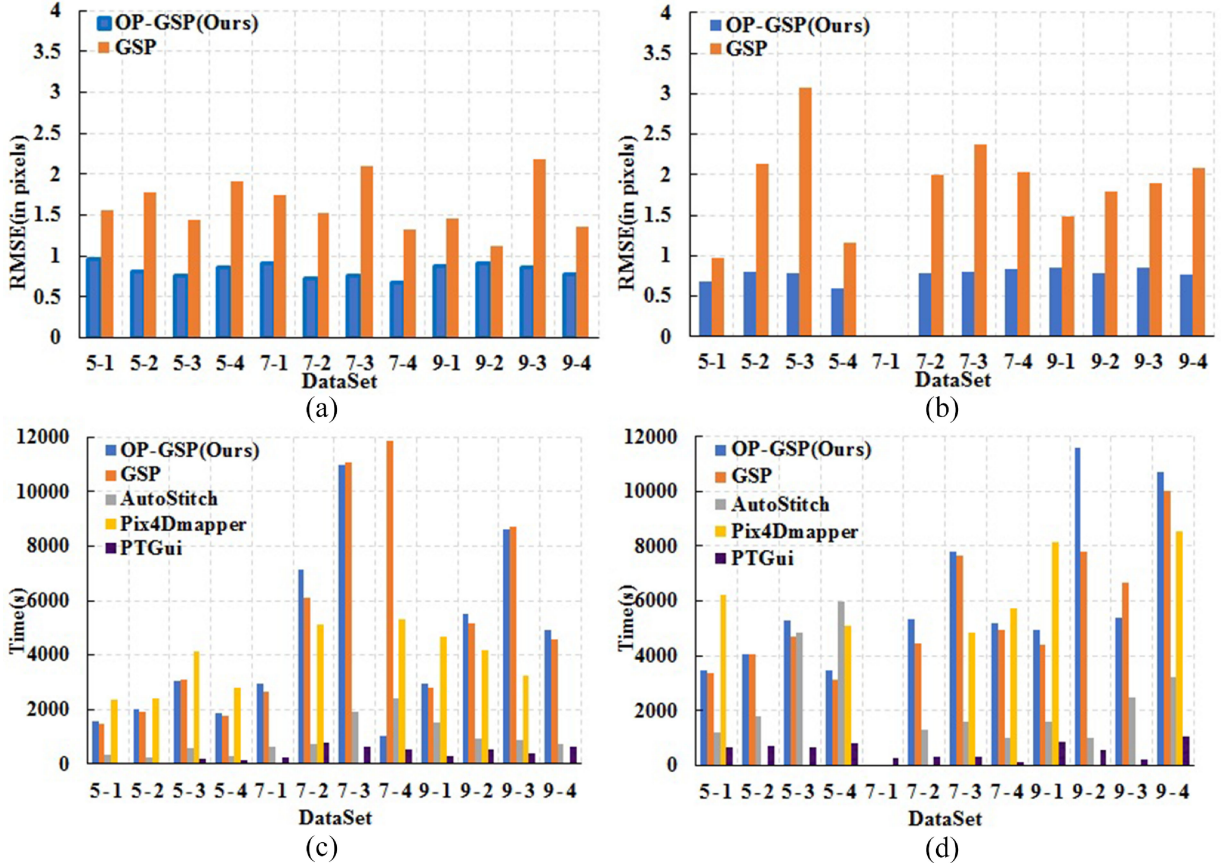 OP-GSP(Ours)
GSP
4
3.5
3
2.5
2
1.5
1
0.5
0
RMSE(in pixels)
5-1 5-2 5-3 5-4 7-1 7-2 7-3 7-4 9-1 9-2 9-3 9-4
DataSet
(a)
OP-GSP(Ours)
GSP
4
3.5
3
2.5
2
1.5
1
0.5
0
RMSE(in pixels)
5-1 5-2 5-3 5-4 7-1 7-2 7-3 7-4 9-1 9-2 9-3 9-4
DataSet
(b)
OP-GSP(Ours)
GSP
AutoStitch
Pix4Dmapper
PTGui
12000
10000
8000
6000
4000
2000
0
Time(s)
5-1 5-2 5-3 5-4 7-1 7-2 7-3 7-4 9-1 9-2 9-3 9-4
DataSet
(c)
OP-GSP(Ours)
GSP
AutoStitch
Pix4Dmapper
PTGui
12000
10000
8000
6000
4000
2000
0
Time(s)
5-1 5-2 5-3 5-4 7-1 7-2 7-3 7-4 9-1 9-2 9-3 9-4
DataSet
(d)